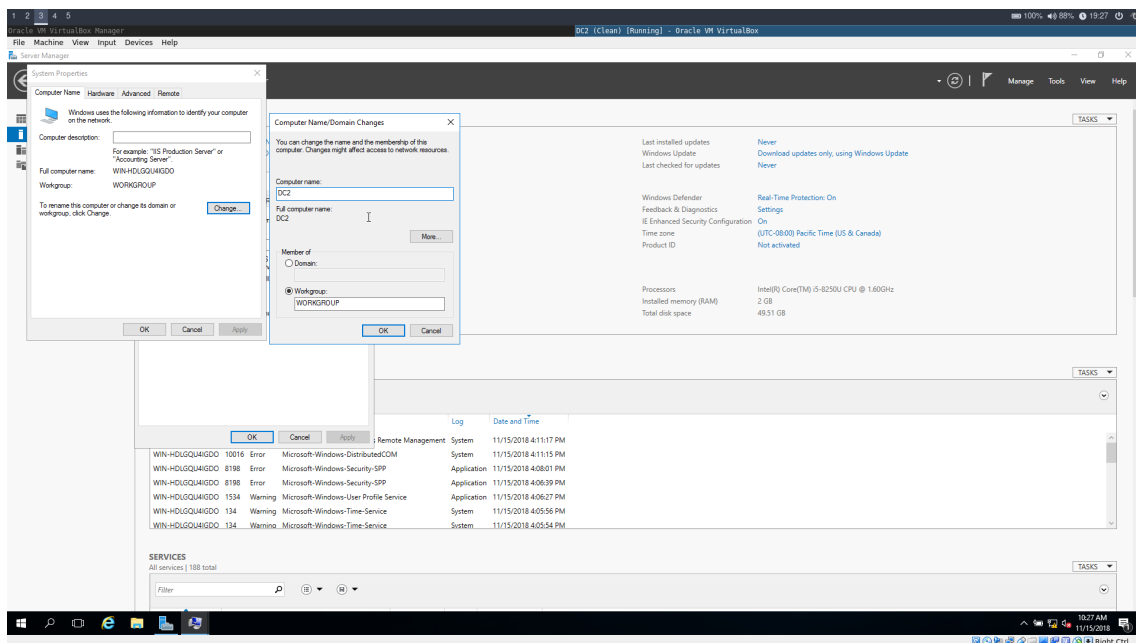 1 2 3 4 5
100% 88% 19:27
Oracle VM VirtualBox Manager
DC2 (Clean) [Running] - Oracle VM VirtualBox
File Machine View Input Devices Help
Server Manager
Manage Tools View Help
System Properties
Computer Name Hardware Advanced Remote
Windows uses the following information to identify your computer
on the network.
Computer description:
For example: "IIS Production Server" or
"Accounting Server".
Full computer name: WIN-HDLGQU4IGDO
Workgroup: WORKGROUP
To rename this computer or change its domain or
workgroup, click Change.
Change...
OK Cancel Apply
Computer Name/Domain Changes
You can change the name and the membership of this
computer. Changes might affect access to network resources.
Computer name:
DC2
Full computer name:
DC2
More...
Member of
Domain:
Workgroup:
WORKGROUP
OK Cancel
TASKS
Last installed updates Never
Windows Update Download updates only, using Windows Update
Last checked for updates Never
Windows Defender Real-Time Protection: On
Feedback & Diagnostics Settings
IE Enhanced Security Configuration On
Time zone (UTC-08:00) Pacific Time (US & Canada)
Product ID Not activated
Processors Intel(R) Core(TM) i5-8250U CPU @ 1.60GHz
Installed memory (RAM) 2 GB
Total disk space 49.51 GB
TASKS
OK Cancel Apply
Log Date and Time
Remote Management System 11/15/2018 4:11:17 PM
WIN-HDLGQU4IGDO 10016 Error Microsoft-Windows-DistributedCOM System 11/15/2018 4:11:15 PM
WIN-HDLGQU4IGDO 8198 Error Microsoft-Windows-Security-SPP Application 11/15/2018 4:08:01 PM
WIN-HDLGQU4IGDO 8198 Error Microsoft-Windows-Security-SPP Application 11/15/2018 4:06:39 PM
WIN-HDLGQU4IGDO 1534 Warning Microsoft-Windows-User Profile Service Application 11/15/2018 4:06:27 PM
WIN-HDLGQU4IGDO 134 Warning Microsoft-Windows-Time-Service System 11/15/2018 4:05:56 PM
WIN-HDLGQU4IGDO 134 Warning Microsoft-Windows-Time-Service System 11/15/2018 4:05:54 PM
SERVICES
All services | 188 total
TASKS
Filter
10:27 AM
11/15/2018
Right Ctrl